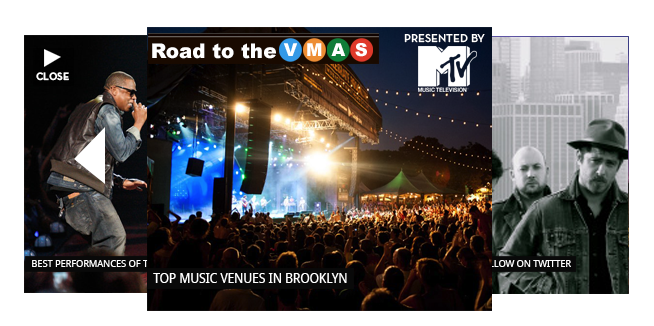 Road to the VMAS
PRESENTED BY
MTV
MUSIC TELEVISION
CLOSE
BEST PERFORMANCES OF T
TOP MUSIC VENUES IN BROOKLYN
LLOW ON TWITTER